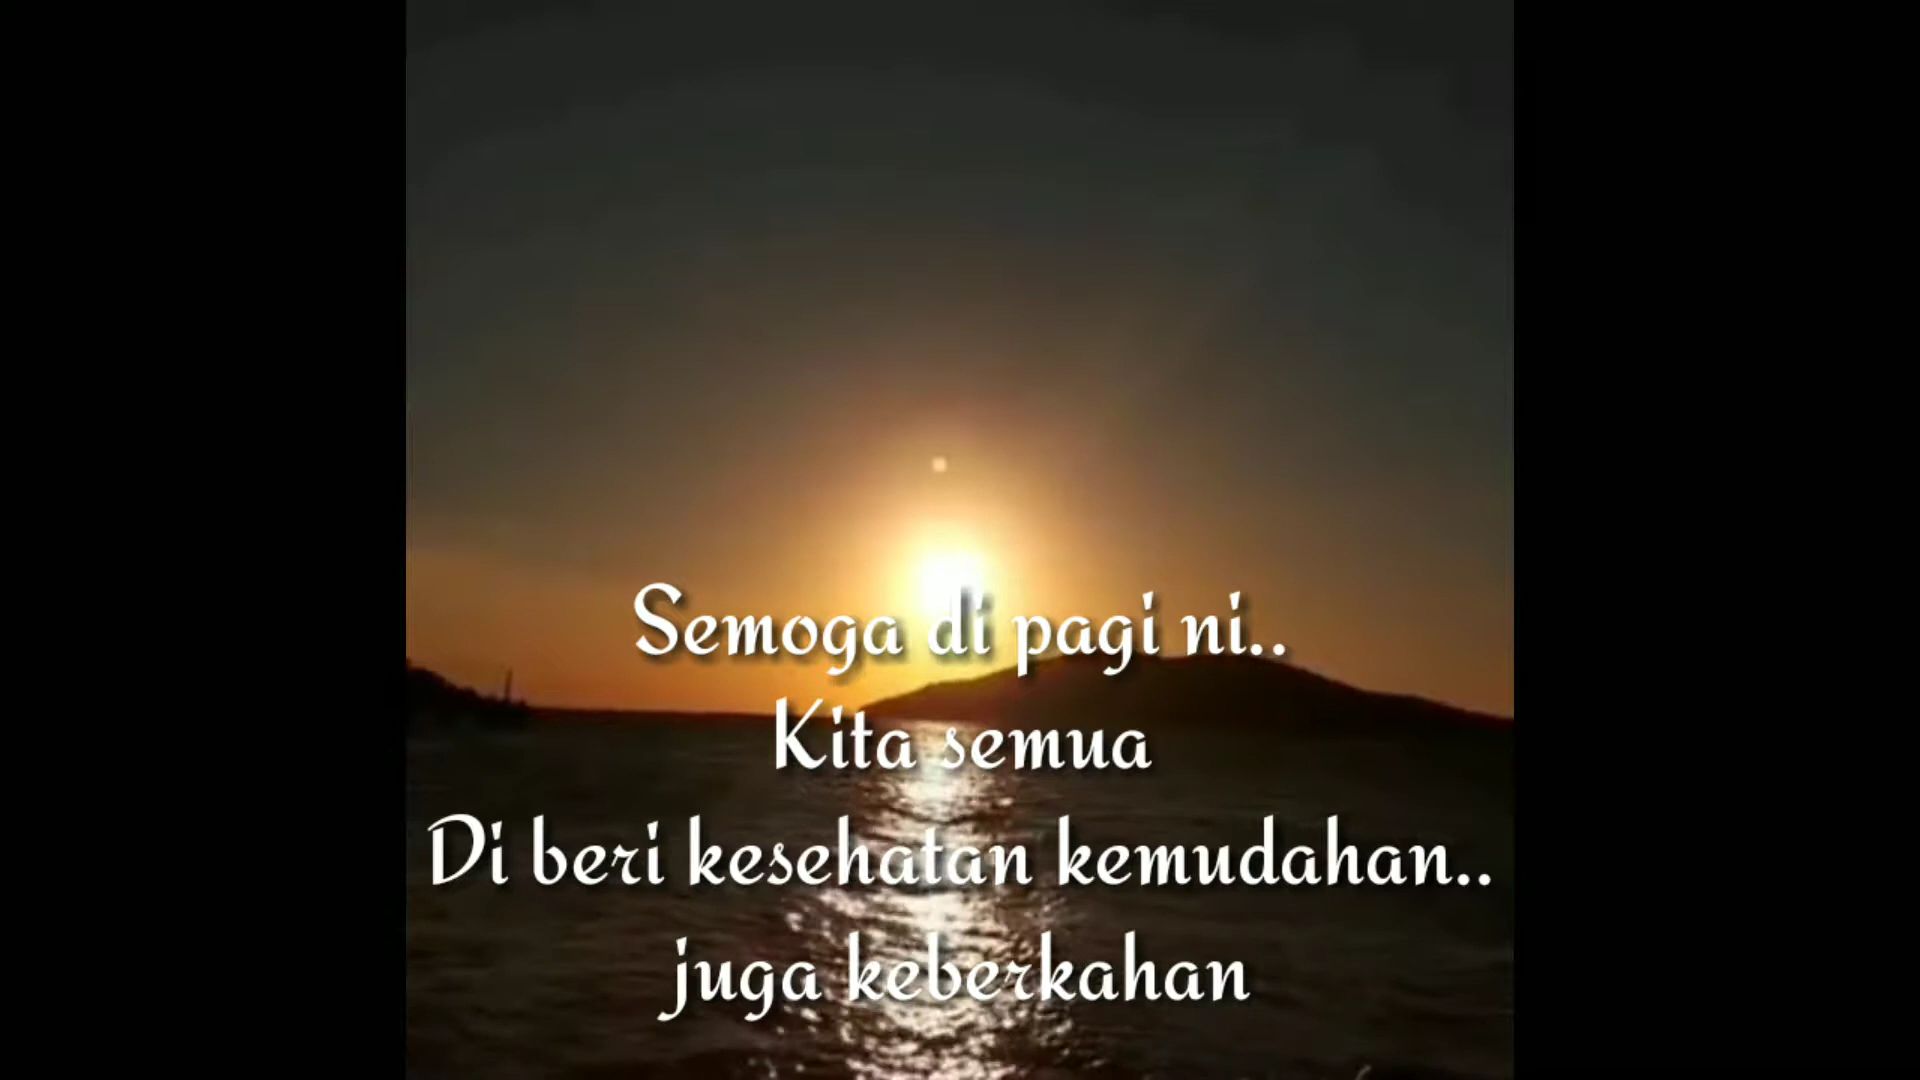 Semoga di pagi ni..
Kita semua
Di beri kesehatan kemudahan..
juga keberkahan